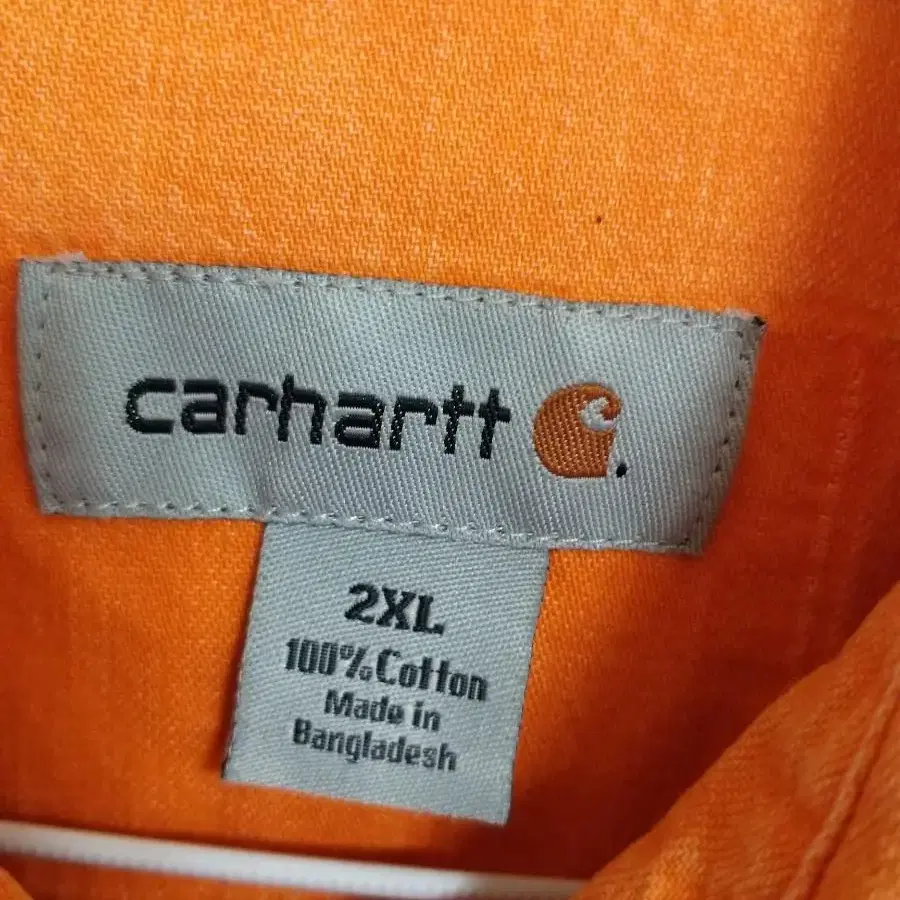 carhartt
2XL
100% Cotton
Made in
Bangladesh